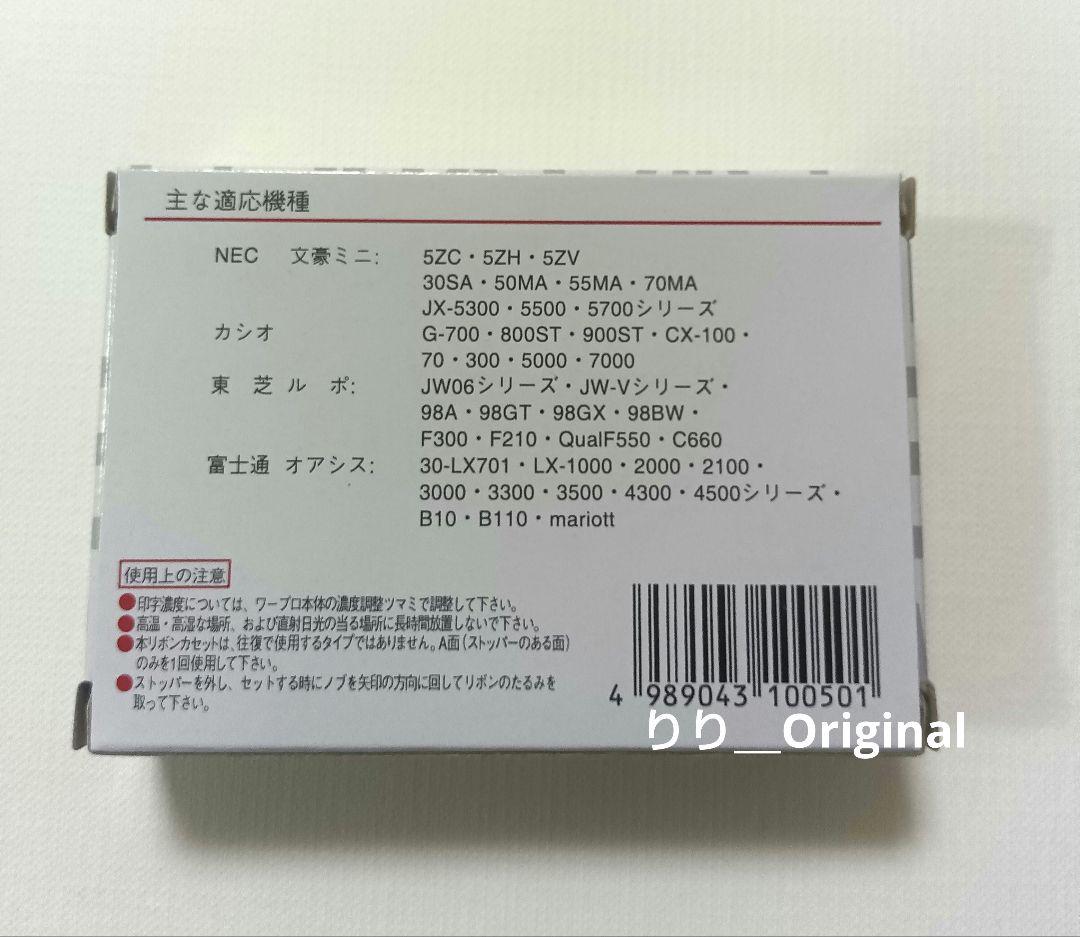 主な適応機種
NEC 文豪ミニ: 5ZC・5ZH・5ZV
30SA・50MA・55MA・70MA
JX-5300・5500・5700シリーズ
カシオ G-700・800ST・900ST・CX-100・
70・300・5000・7000
東芝ルポ: JW06シリーズ・JW-Vシリーズ・
98A・98GT・98GX・98BW・
F300・F210・QualF550・C660
富士通 オアシス: 30-LX701・LX-1000・2000・2100・
3000・3300・3500・4300・4500シリーズ・
B10・B110・mariott
使用上の注意
●印字濃度については、ワープロ本体の濃度調整ツマミで調整して下さい。
●高温・高湿な場所、および直射日光の当る場所に長時間放置しないで下さい。
●本リボンカセットは、往復で使用するタイプではありません。A面(ストッパーのある面)
のみを1回使用して下さい。
●ストッパーを外し、セットする時にノブを矢印の方向に回してリボンのたるみを
取って下さい。
4 989043 100501
りり__Original